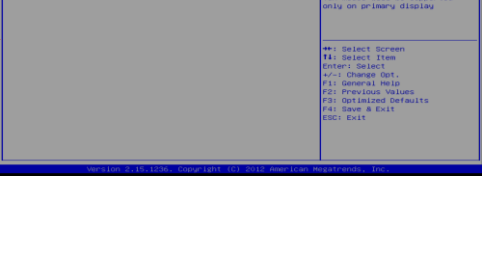 only on primary display
→←: Select Screen
↑↓: Select Item
Enter: Select
+/-: Change Opt.
F1: General Help
F2: Previous Values
F3: Optimized Defaults
F4: Save & Exit
ESC: Exit
Version 2.15.1236. Copyright (C) 2012 American Megatrends, Inc.